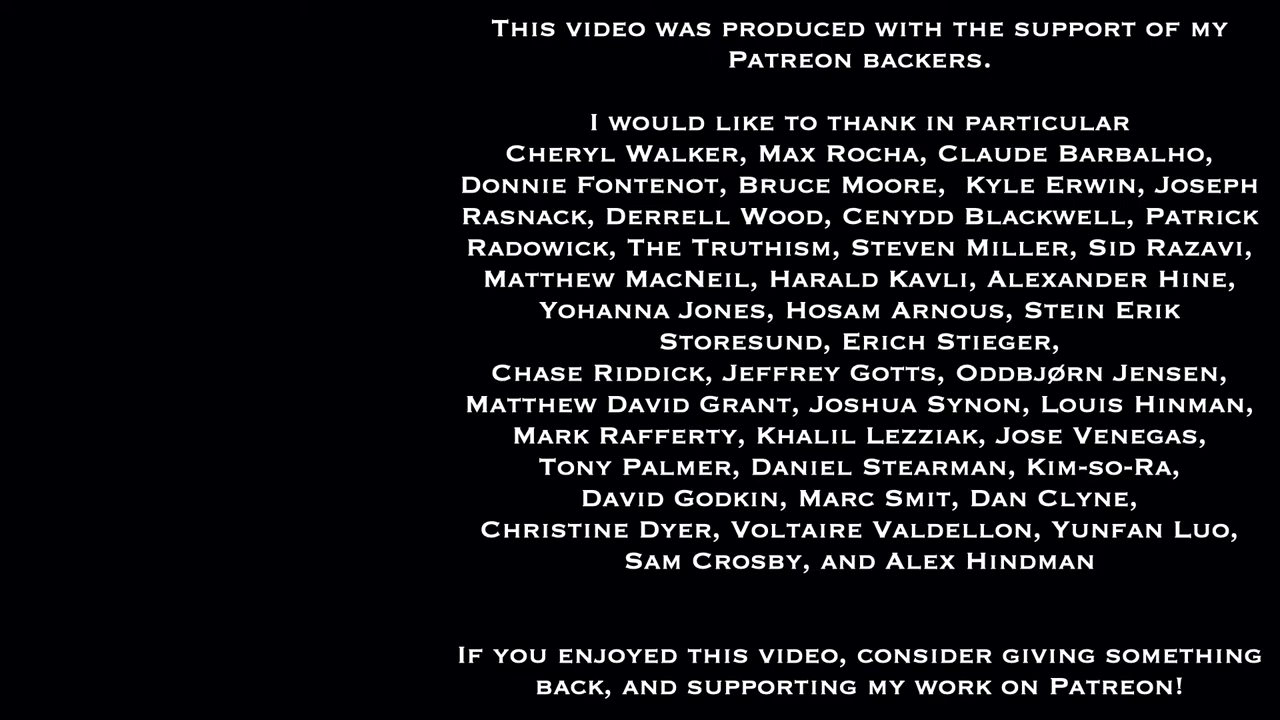 This video was produced with the support of my
Patreon backers.
I would like to thank in particular
Cheryl Walker, Max Rocha, Claude Barbalho,
Donnie Fontenot, Bruce Moore,  Kyle Erwin, Joseph
Rasnack, Derrell Wood, Cenydd Blackwell, Patrick
Radowick, The Truthism, Steven Miller, Sid Razavi,
Matthew MacNeil, Harald Kavli, Alexander Hine,
Yohanna Jones, Hosam Arnous, Stein Erik
Storesund, Erich Stieger,
Chase Riddick, Jeffrey Gotts, Oddbjørn Jensen,
Matthew David Grant, Joshua Synon, Louis Hinman,
Mark Rafferty, Khalil Lezziak, Jose Venegas,
Tony Palmer, Daniel Stearman, Kim-so-Ra,
David Godkin, Marc Smit, Dan Clyne,
Christine Dyer, Voltaire Valdellon, Yunfan Luo,
Sam Crosby, and Alex Hindman
If you enjoyed this video, consider giving something
back, and supporting my work on Patreon!